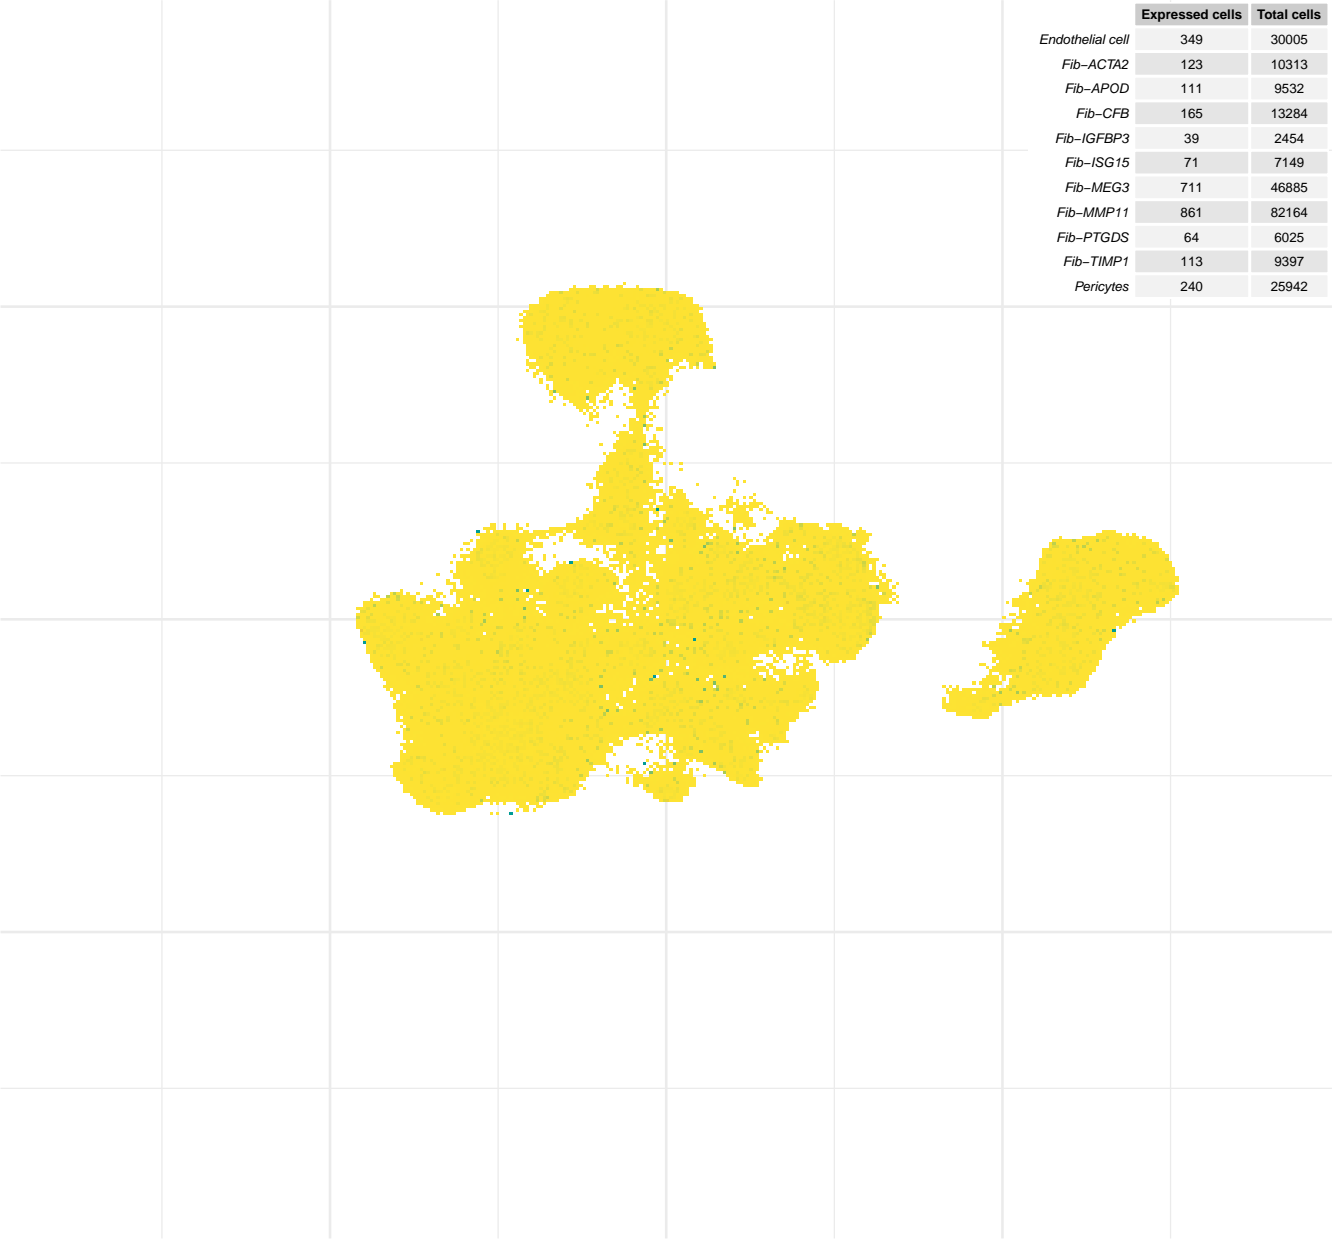 Expressed cells Total cells
Endothelial cell 349 30005
Fib−ACTA2 123 10313
Fib−APOD 111 9532
Fib−CFB 165 13284
Fib−IGFBP3 39 2454
Fib−ISG15 71 7149
Fib−MEG3 711 46885
Fib−MMP11 861 82164
Fib−PTGDS 64 6025
Fib−TIMP1 113 9397
Pericytes 240 25942